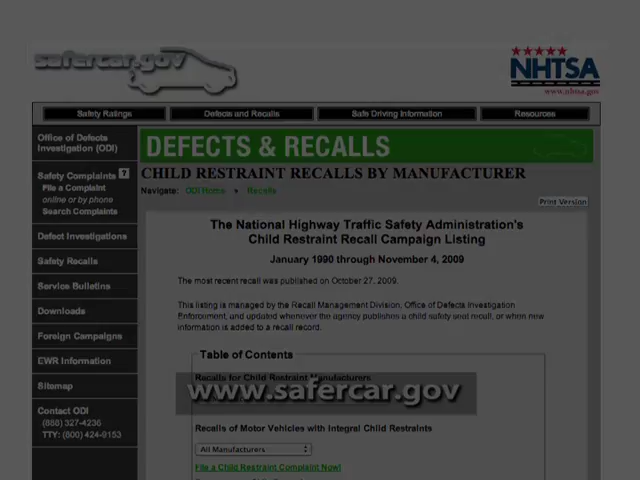 safercar.gov
NHTSA
www.nhtsa.gov
Safety Ratings
Defects and Recalls
Safe Driving Information
Resources
Office of Defects
Investigation (ODI)
Safety Complaints ?
File a Complaint
online or by phone
Search Complaints
Defect Investigations
Safety Recalls
Service Bulletins
Downloads
Foreign Campaigns
EWR Information
Sitemap
Contact ODI
(888) 327-4236
TTY: (800) 424-9153
DEFECTS & RECALLS
CHILD RESTRAINT RECALLS BY MANUFACTURER
Navigate: ODI Home Recalls
Print Version
The National Highway Traffic Safety Administration's
Child Restraint Recall Campaign Listing
January 1990 through November 4, 2009
The most recent recall was published on October 27, 2009.
This listing is managed by the Recall Management Division, Office of Defects Investigation
Enforcement, and updated whenever the agency publishes a child safety seat recall, or when new
information is added to a recall record.
Table of Contents
Recalls for Child Restraint Manufacturers
www.safercar.gov
Recalls of Motor Vehicles with Integral Child Restraints
All Manufacturers
File a Child Restraint Complaint Now!